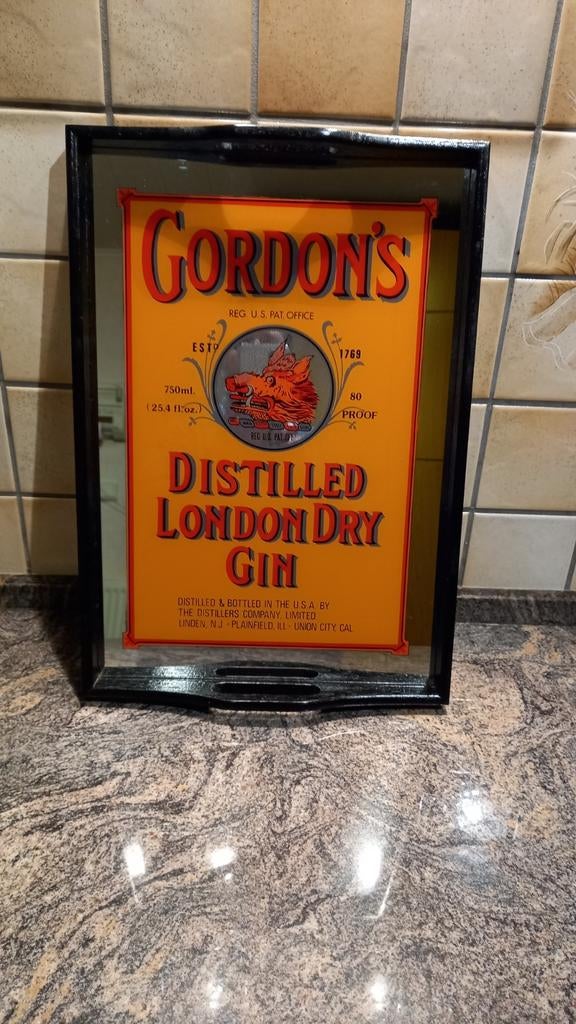 GORDON'S
REG. U.S. PAT. OFFICE
ESTD 1769
750ml. 80
(25.4 fl.oz.) PROOF
REG U.S. PAT. OFF.
DISTILLED
LONDON DRY
GIN
DISTILLED & BOTTLED IN THE U.S.A. BY
THE DISTILLERS COMPANY, LIMITED
LINDEN, N.J. - PLAINFIELD, ILL - UNION CITY, CAL